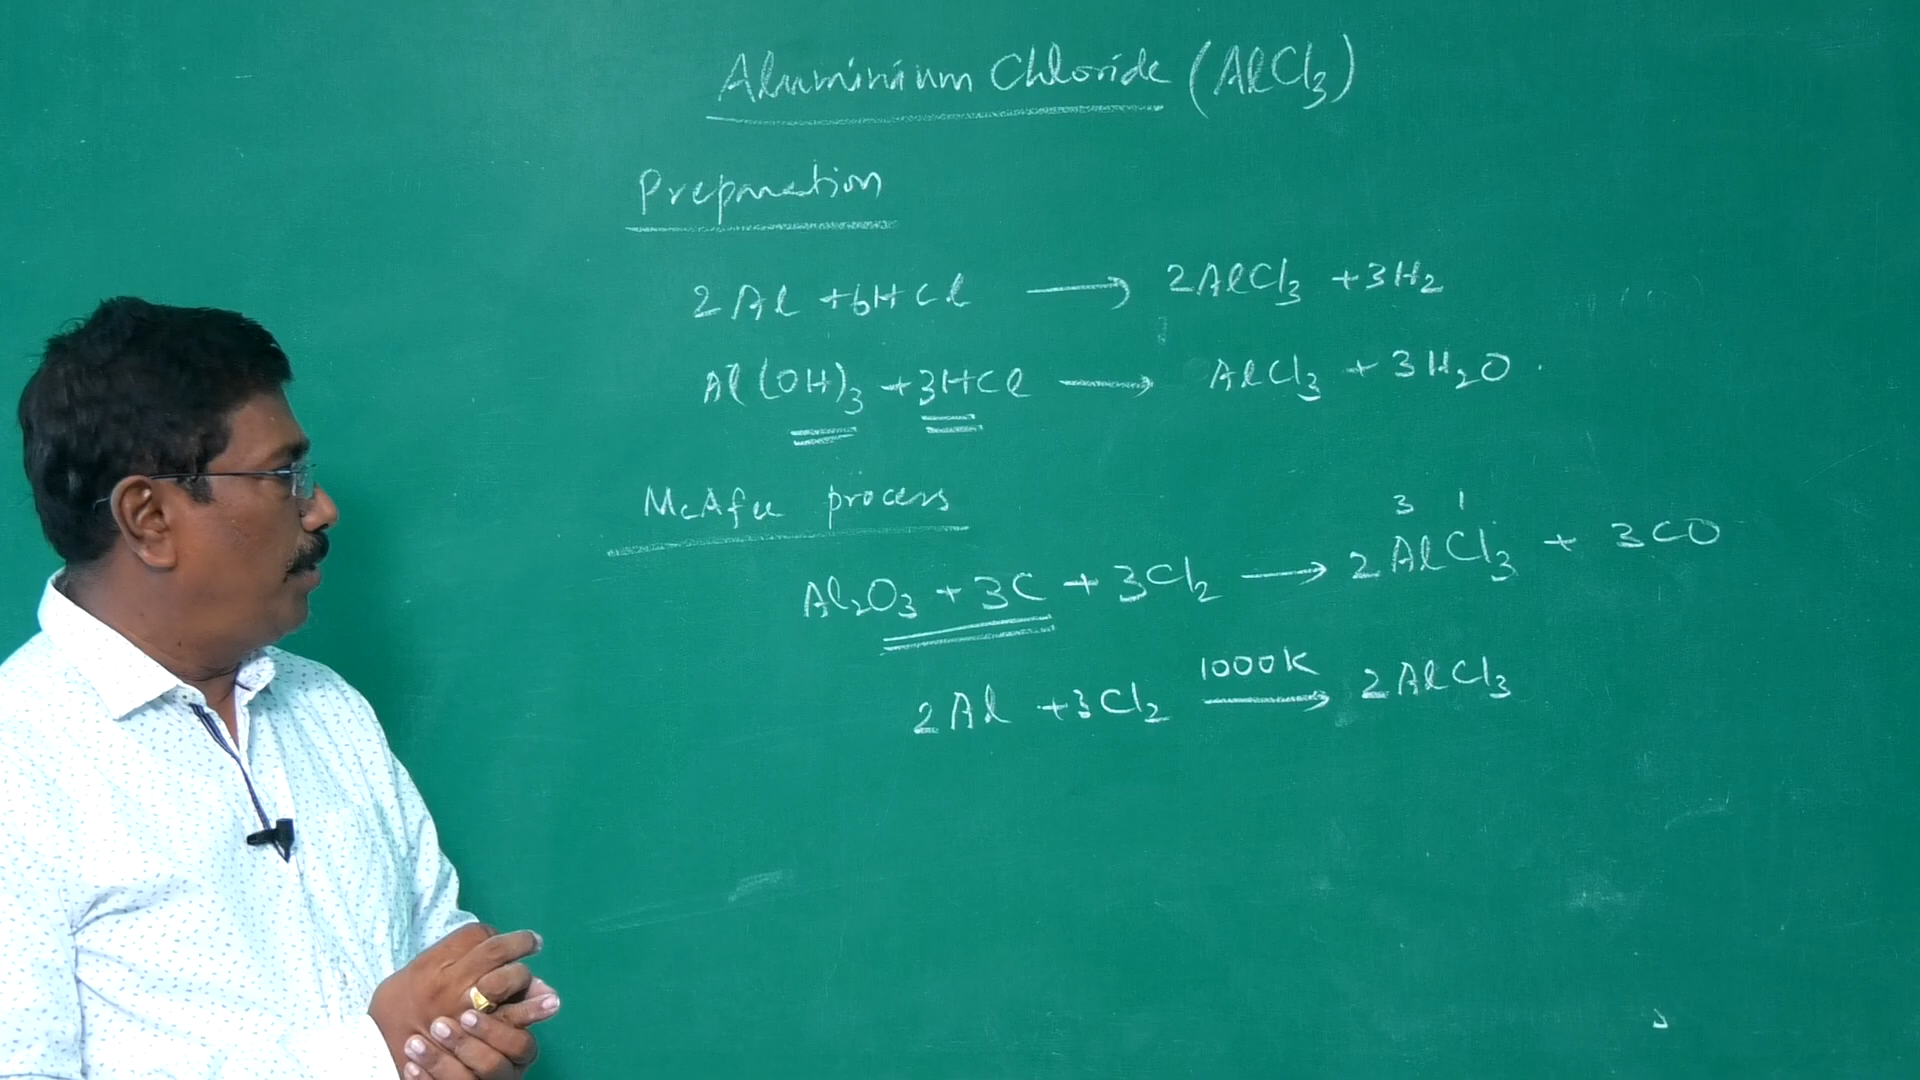 Aluminium Chloride (AlCl3)
Preparation
2Al + 6HCl ⟶ 2AlCl3 + 3H2
Al(OH)3 + 3HCl ⟶ AlCl3 + 3H2O.
McAfee process
3 1
Al2O3 + 3C + 3Cl2 ⟶ 2AlCl3 + 3CO
1000K
2Al + 3Cl2 ⟶ 2AlCl3